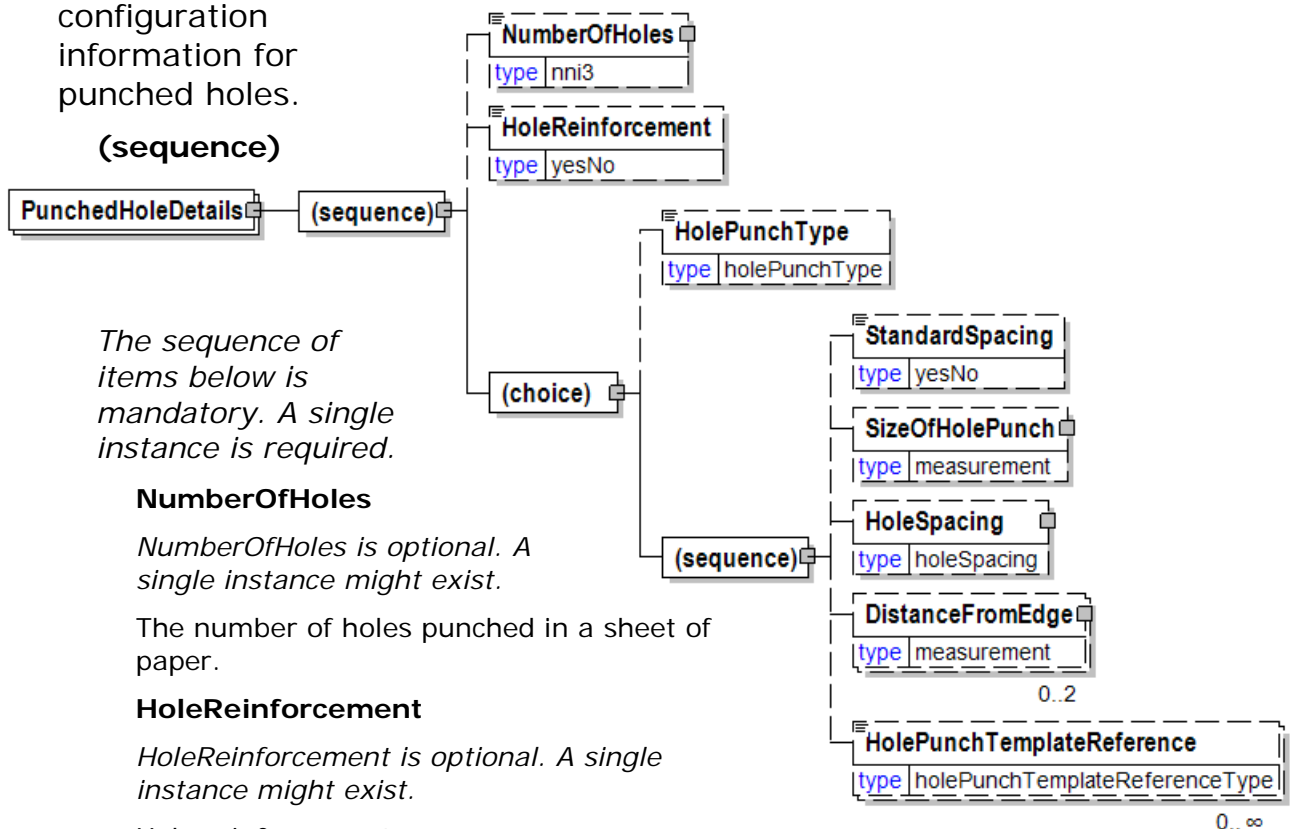 configuration
information for
punched holes.
(sequence)
PunchedHoleDetails
(sequence)
NumberOfHoles
type nni3
HoleReinforcement
type yesNo
HolePunchType
type holePunchType
(choice)
StandardSpacing
type yesNo
SizeOfHolePunch
type measurement
(sequence)
HoleSpacing
type holeSpacing
DistanceFromEdge
type measurement
0..2
HolePunchTemplateReference
type holePunchTemplateReferenceType
0..∞
The sequence of
items below is
mandatory. A single
instance is required.
NumberOfHoles
NumberOfHoles is optional. A
single instance might exist.
The number of holes punched in a sheet of
paper.
HoleReinforcement
HoleReinforcement is optional. A single
instance might exist.